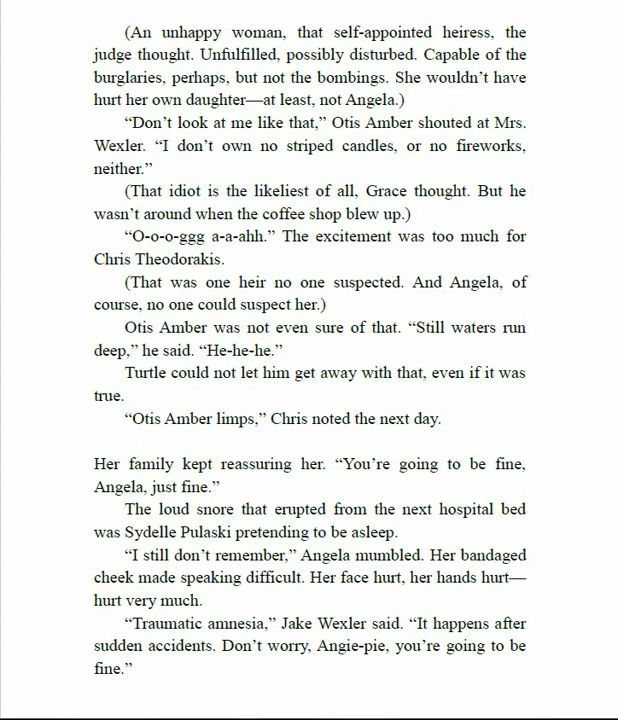 (An unhappy woman, that self-appointed heiress, the
judge thought. Unfulfilled, possibly disturbed. Capable of the
burglaries, perhaps, but not the bombings. She wouldn’t have
hurt her own daughter—at least, not Angela.)
“Don’t look at me like that,” Otis Amber shouted at Mrs.
Wexler. “I don’t own no striped candles, or no fireworks,
neither.”
(That idiot is the likeliest of all, Grace thought. But he
wasn’t around when the coffee shop blew up.)
“O-o-o-ggg a-a-ahh.” The excitement was too much for
Chris Theodorakis.
(That was one heir no one suspected. And Angela, of
course, no one could suspect her.)
Otis Amber was not even sure of that. “Still waters run
deep,” he said. “He-he-he.”
Turtle could not let him get away with that, even if it was
true.
“Otis Amber limps,” Chris noted the next day.
Her family kept reassuring her. “You’re going to be fine,
Angela, just fine.”
The loud snore that erupted from the next hospital bed
was Sydelle Pulaski pretending to be asleep.
“I still don’t remember,” Angela mumbled. Her bandaged
cheek made speaking difficult. Her face hurt, her hands hurt—
hurt very much.
“Traumatic amnesia,” Jake Wexler said. “It happens after
sudden accidents. Don’t worry, Angie-pie, you’re going to be
fine.”